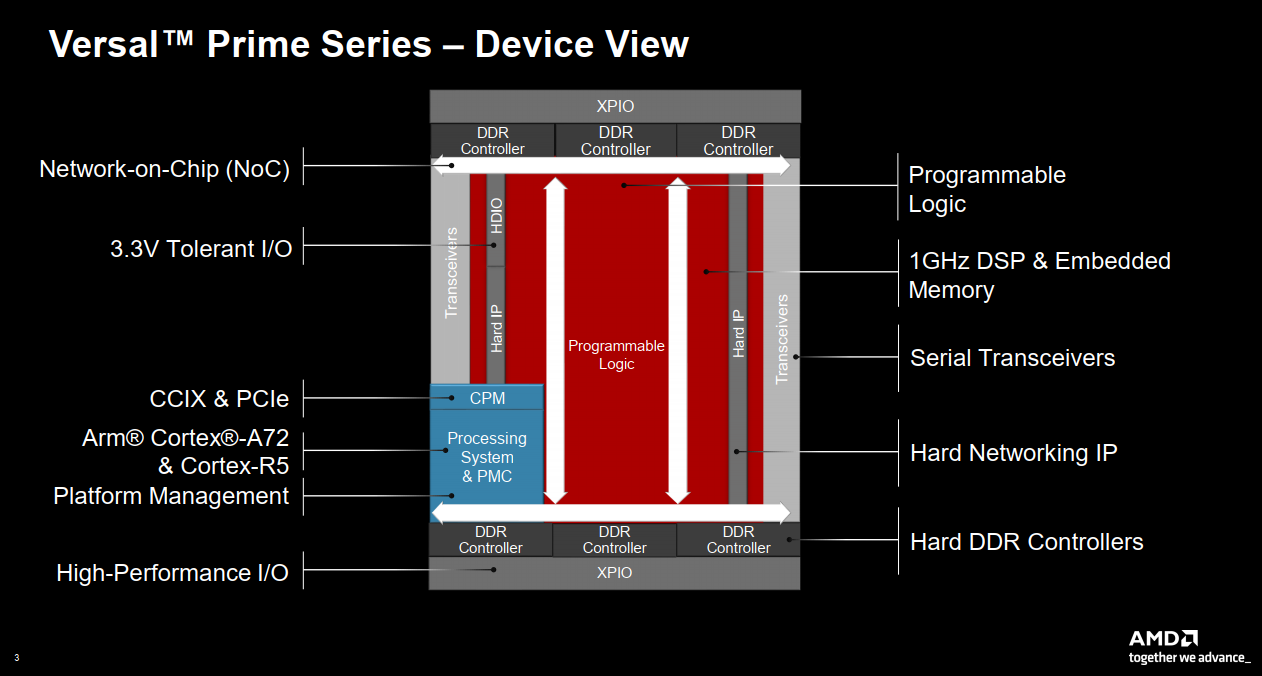 Versal™ Prime Series – Device View
XPIO
DDR
Controller
DDR
Controller
DDR
Controller
Network-on-Chip (NoC)
3.3V Tolerant I/O
CCIX & PCIe
Arm® Cortex®-A72
& Cortex-R5
Platform Management
High-Performance I/O
Transceivers
HDIO
Hard IP
CPM
Processing
System
& PMC
Programmable
Logic
Hard IP
Transceivers
DDR
Controller
DDR
Controller
DDR
Controller
XPIO
Programmable
Logic
1GHz DSP & Embedded
Memory
Serial Transceivers
Hard Networking IP
Hard DDR Controllers
3
AMD
together we advance_